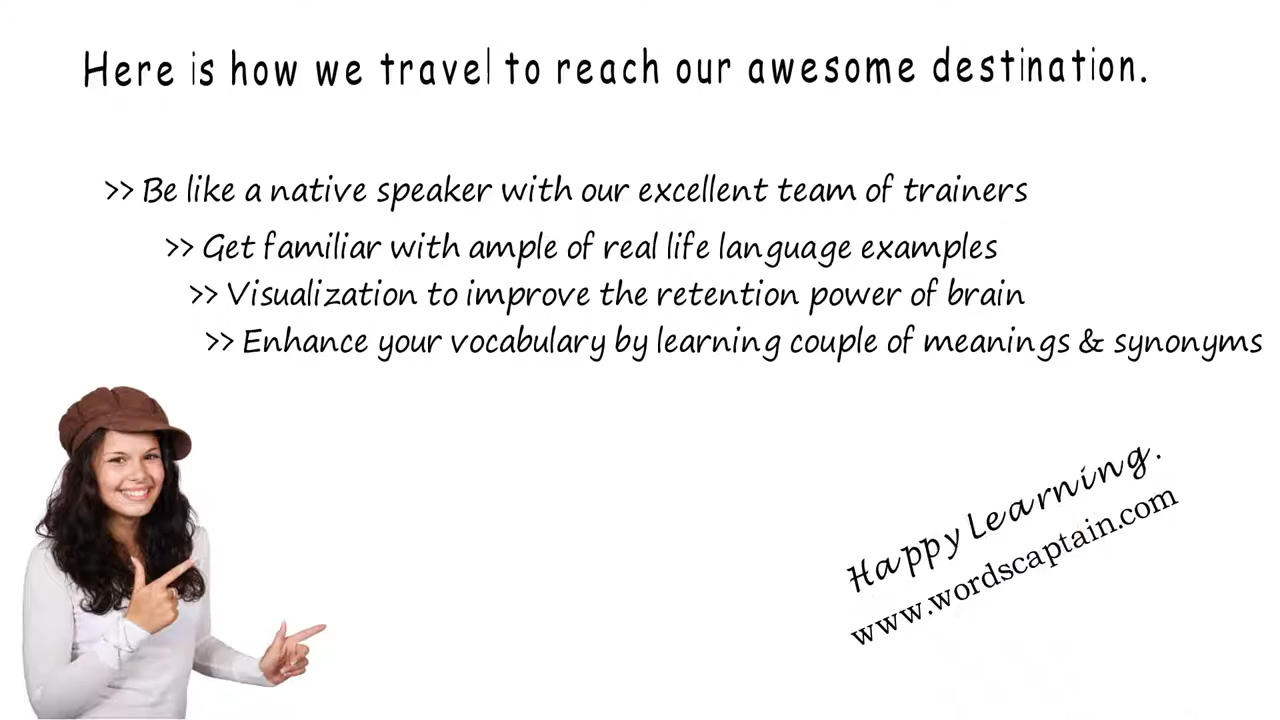 Here is how we travel to reach our awesome destination.
>> Be like a native speaker with our excellent team of trainers
>> Get familiar with ample of real life language examples
>> Visualization to improve the retention power of brain
>> Enhance your vocabulary by learning couple of meanings & synonyms
Happy Learning.
www.wordscaptain.com